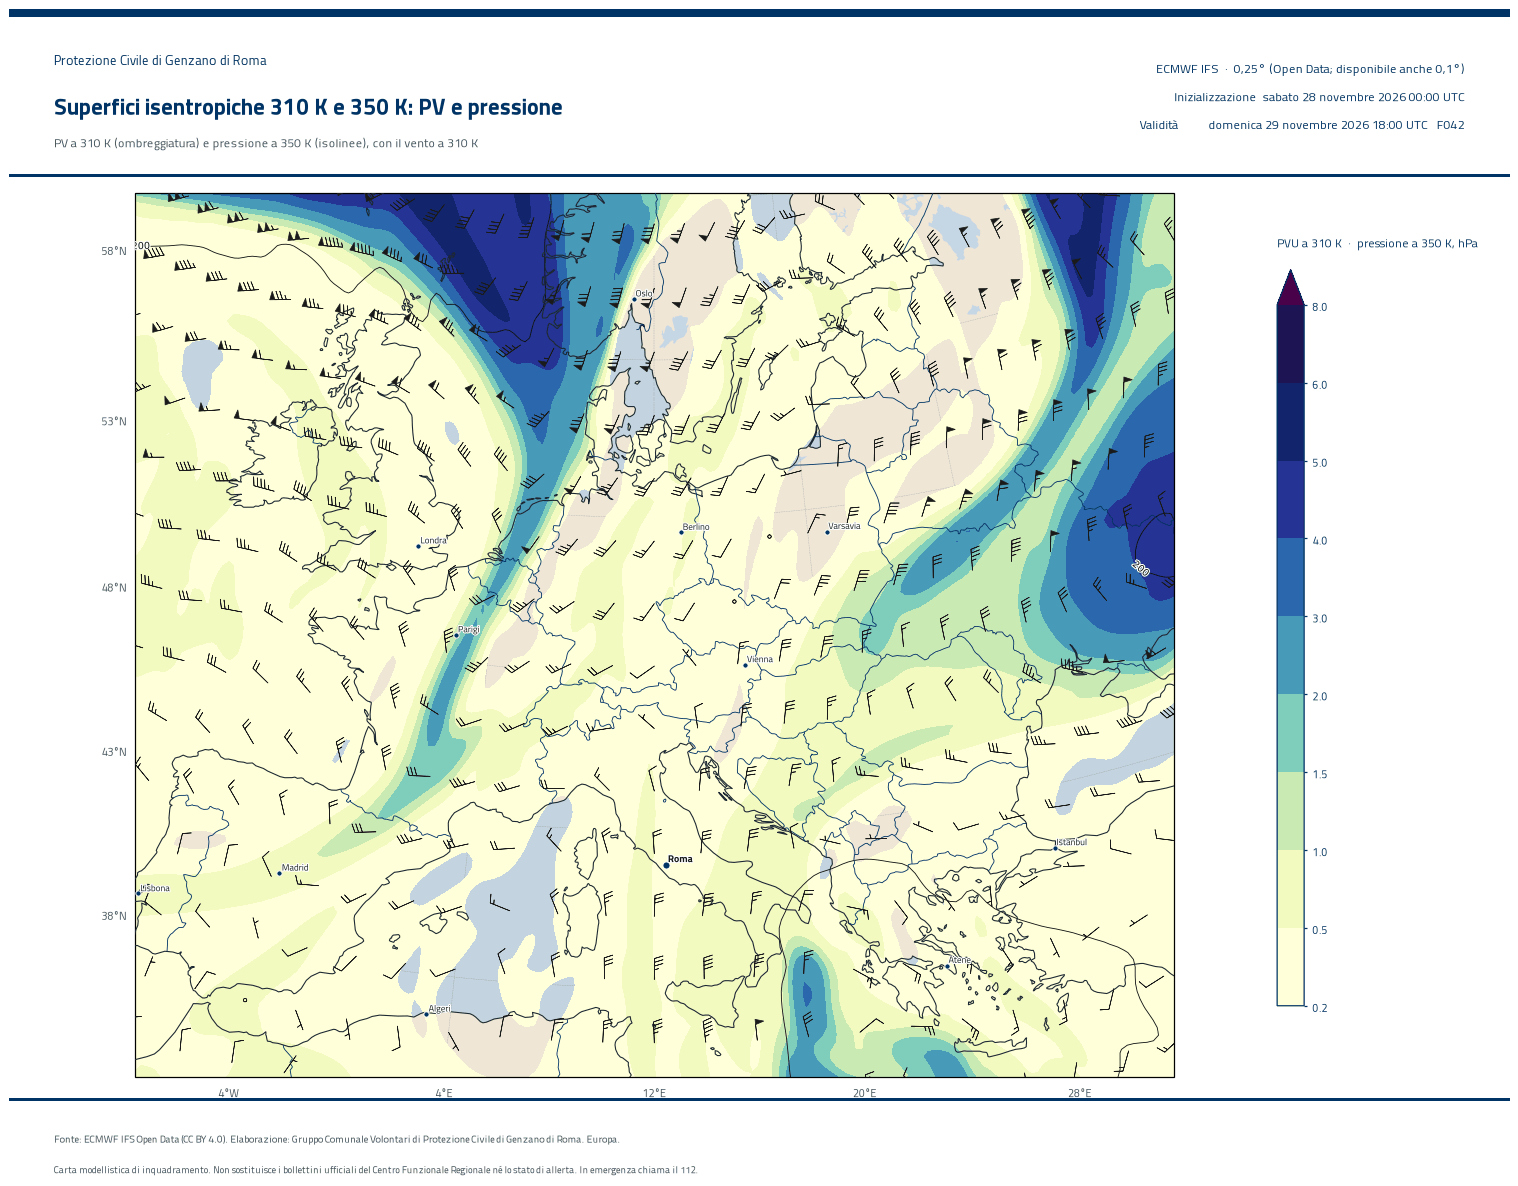 Protezione Civile di Genzano di Roma
Superfici isentropiche 310 K e 350 K: PV e pressione
PV a 310 K (ombreggiatura) e pressione a 350 K (isolinee), con il vento a 310 K
ECMWF IFS · 0,25° (Open Data; disponibile anche 0,1°)
Inizializzazione sabato 28 novembre 2026 00:00 UTC
Validità domenica 29 novembre 2026 18:00 UTC F042
PVU a 310 K · pressione a 350 K, hPa
8.0
6.0
5.0
4.0
3.0
2.0
1.5
1.0
0.5
0.2
58°N
53°N
48°N
43°N
38°N
200
Oslo
Berlino
Varsavia
Londra
200
Parigi
Vienna
Istanbul
Roma
Madrid
Lisbona
Atene
Algeri
4°W
4°E
12°E
20°E
28°E
Fonte: ECMWF IFS Open Data (CC BY 4.0). Elaborazione: Gruppo Comunale Volontari di Protezione Civile di Genzano di Roma. Europa.
Carta modellistica di inquadramento. Non sostituisce i bollettini ufficiali del Centro Funzionale Regionale né lo stato di allerta. In emergenza chiama il 112.